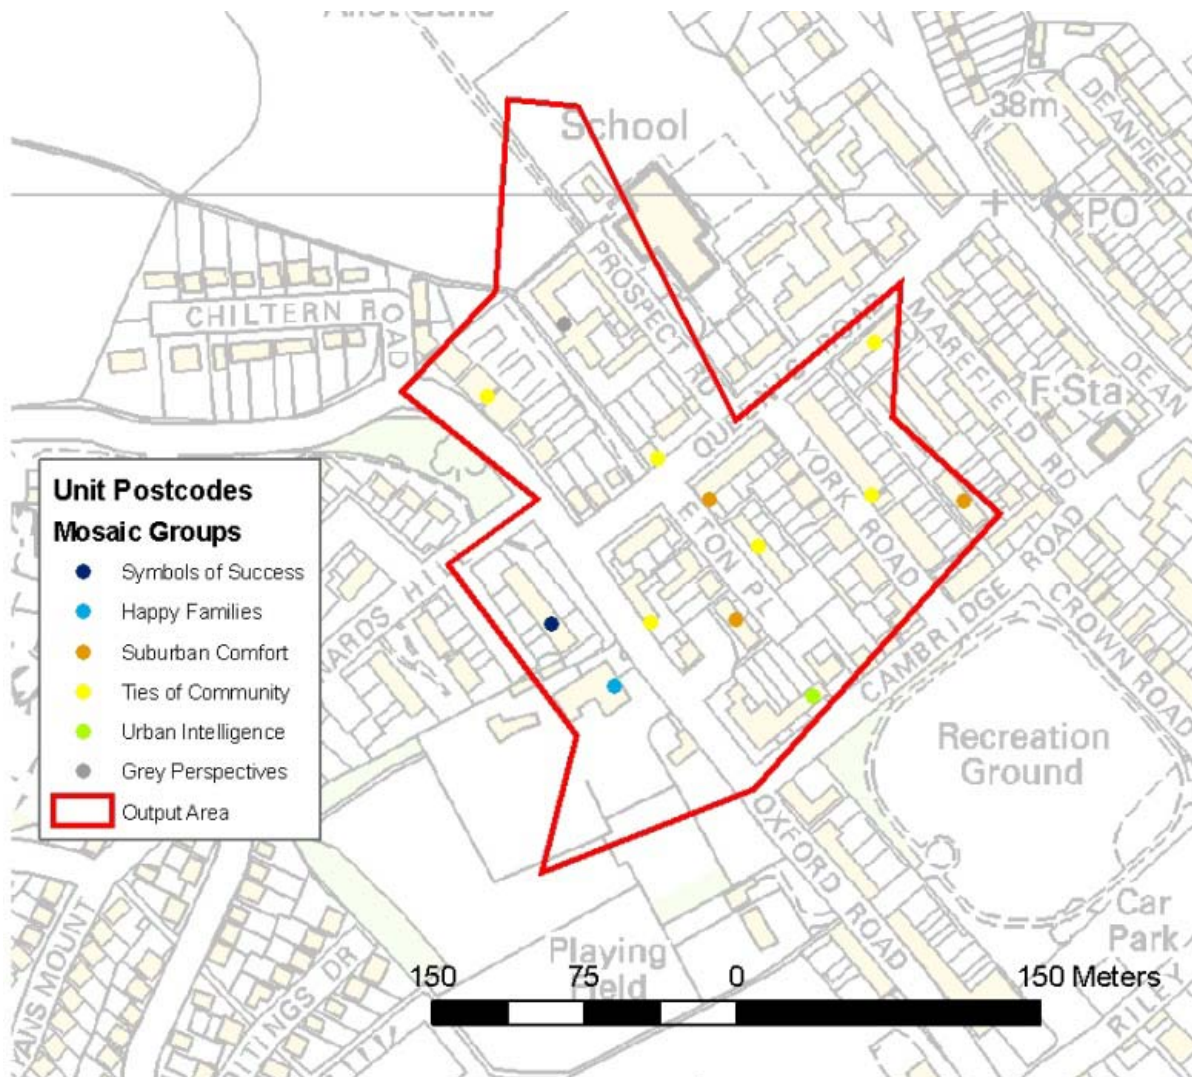 School
38m
DEANFIELD
PO
PROSPECT
CHILTERN ROAD
QUEENS
MAREFIELD RD
DEAN
F Sta
YORK ROAD
ETON PL
CAMBRIDGE ROAD
CROWN ROAD
Unit Postcodes
Mosaic Groups
Symbols of Success
Happy Families
Suburban Comfort
Ties of Community
Urban Intelligence
Grey Perspectives
Output Area
Recreation
Ground
OXFORD ROAD
Car
Park
Playing
Field
150 75 0 150 Meters
MOUNT